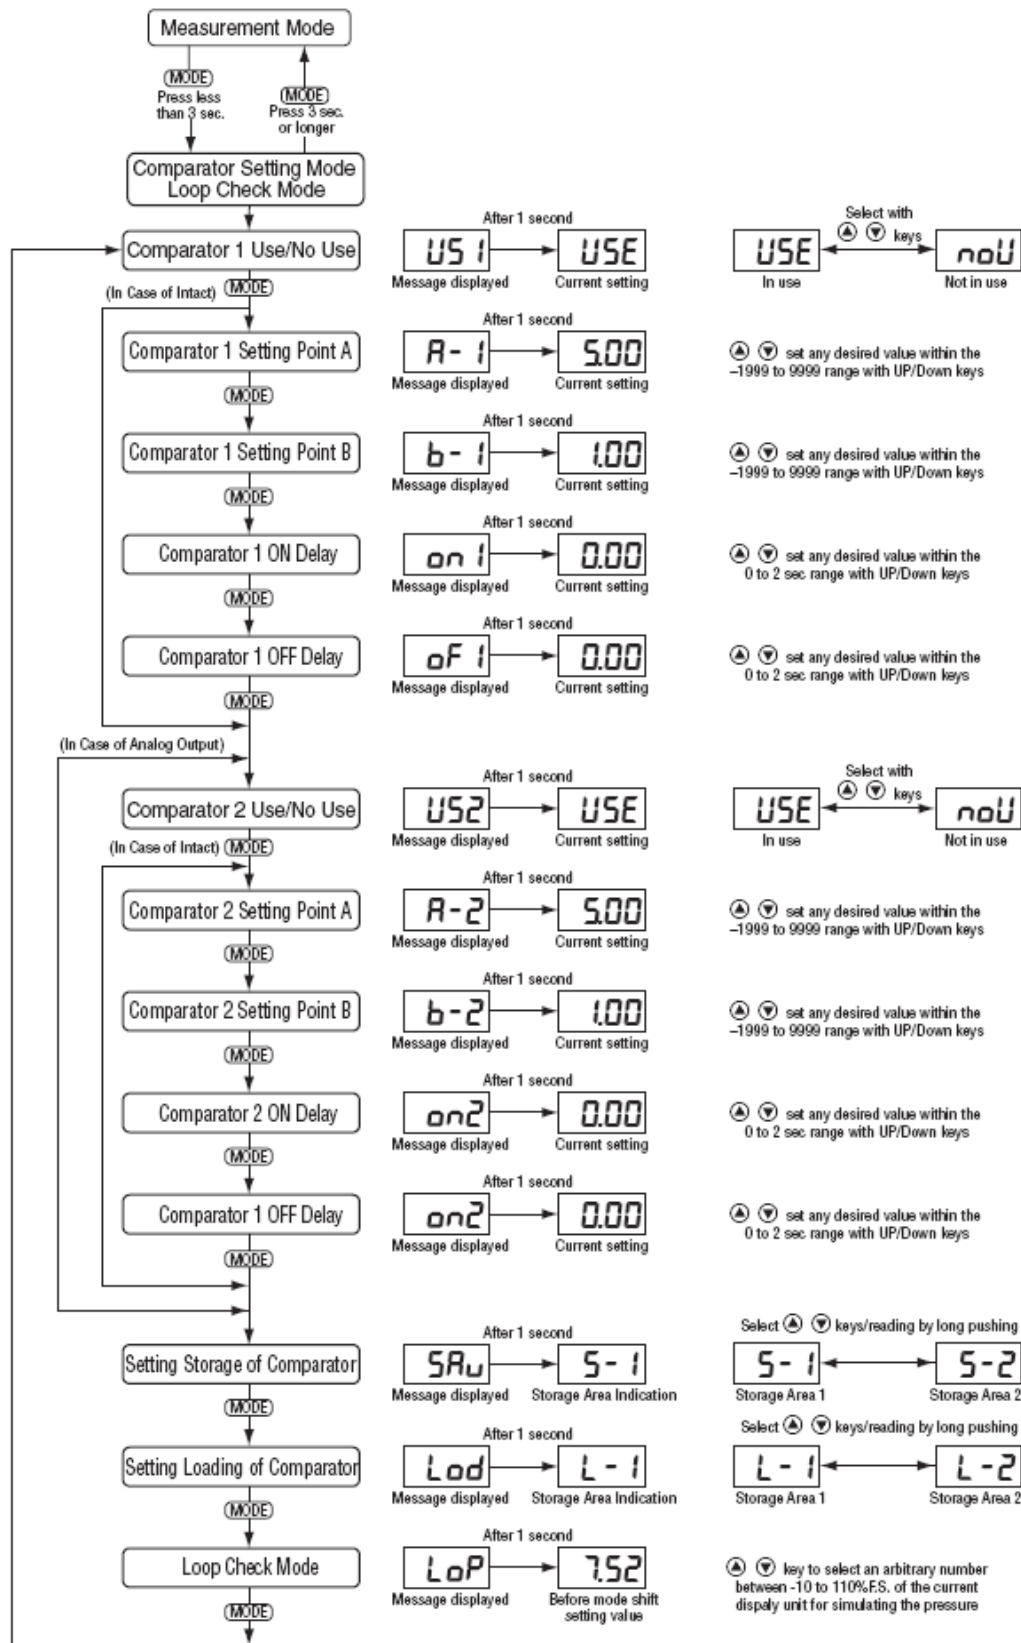 Measurement Mode
MODE
Press less
than 3 sec.
MODE
Press 3 sec.
or longer
Comparator Setting Mode
Loop Check Mode
Comparator 1 Use/No Use
After 1 second
US1
USE
Message displayed
Current setting
Select with
keys
USE
noU
In use
Not in use
(In Case of Intact)
MODE
Comparator 1 Setting Point A
After 1 second
A-1
5.00
Message displayed
Current setting
set any desired value within the
–1999 to 9999 range with UP/Down keys
MODE
Comparator 1 Setting Point B
After 1 second
b-1
1.00
Message displayed
Current setting
set any desired value within the
–1999 to 9999 range with UP/Down keys
MODE
Comparator 1 ON Delay
After 1 second
on1
0.00
Message displayed
Current setting
set any desired value within the
0 to 2 sec range with UP/Down keys
MODE
Comparator 1 OFF Delay
After 1 second
oF1
0.00
Message displayed
Current setting
set any desired value within the
0 to 2 sec range with UP/Down keys
MODE
(In Case of Analog Output)
Comparator 2 Use/No Use
After 1 second
US2
USE
Message displayed
Current setting
Select with
keys
USE
noU
In use
Not in use
(In Case of Intact)
MODE
Comparator 2 Setting Point A
After 1 second
A-2
5.00
Message displayed
Current setting
set any desired value within the
–1999 to 9999 range with UP/Down keys
MODE
Comparator 2 Setting Point B
After 1 second
b-2
1.00
Message displayed
Current setting
set any desired value within the
–1999 to 9999 range with UP/Down keys
MODE
Comparator 2 ON Delay
After 1 second
on2
0.00
Message displayed
Current setting
set any desired value within the
0 to 2 sec range with UP/Down keys
MODE
Comparator 1 OFF Delay
After 1 second
on2
0.00
Message displayed
Current setting
set any desired value within the
0 to 2 sec range with UP/Down keys
MODE
Setting Storage of Comparator
After 1 second
SAu
S-1
Message displayed
Storage Area Indication
Select keys/reading by long pushing
S-1
S-2
Storage Area 1
Storage Area 2
MODE
Setting Loading of Comparator
After 1 second
Lod
L-1
Message displayed
Storage Area Indication
Select keys/reading by long pushing
L-1
L-2
Storage Area 1
Storage Area 2
MODE
Loop Check Mode
After 1 second
LoP
7.52
Message displayed
Before mode shift
setting value
key to select an arbitrary number
between -10 to 110%F.S. of the current
dispaly unit for simulating the pressure
MODE